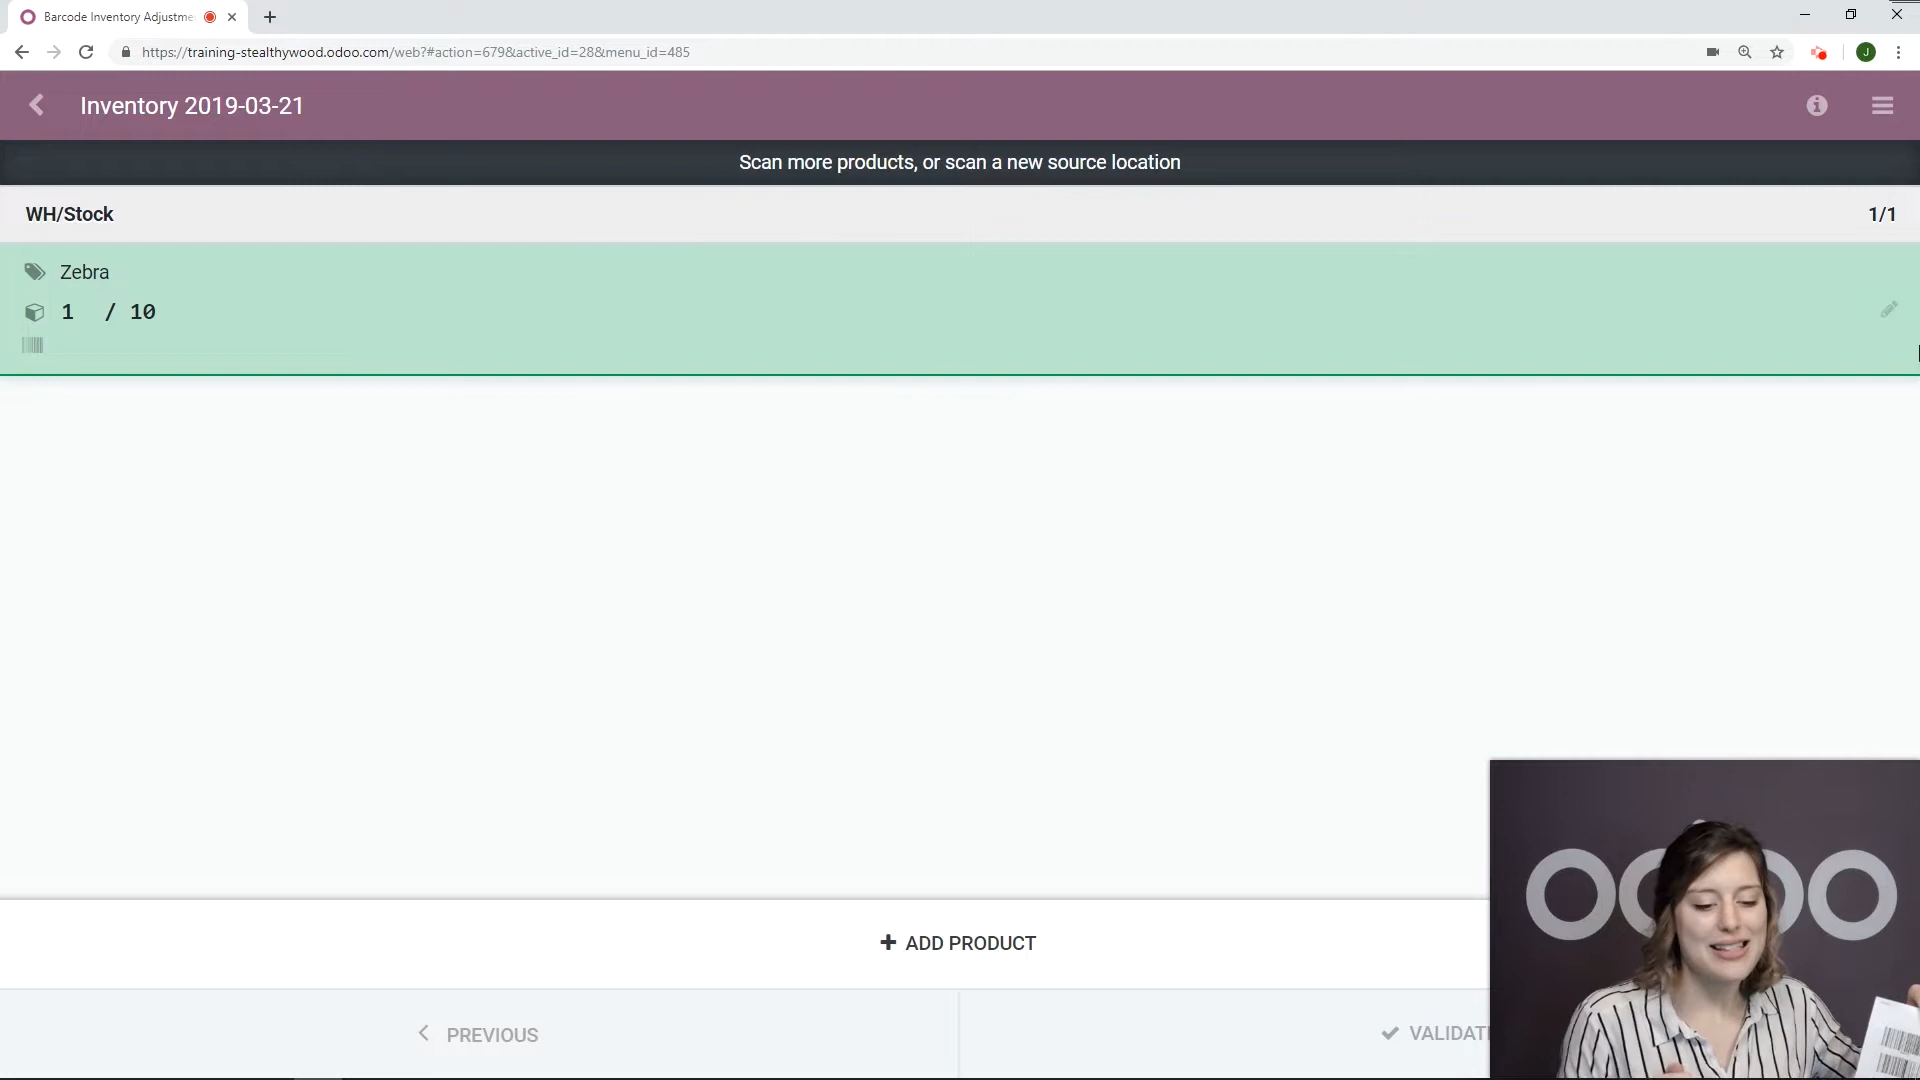 Barcode Inventory Adjustme
https://training-stealthywood.odoo.com/web?#action=679&active_id=28&menu_id=485
J
Inventory 2019-03-21
Scan more products, or scan a new source location
WH/Stock
1/1
Zebra
1 / 10
ADD PRODUCT
PREVIOUS
VALIDAT
odoo